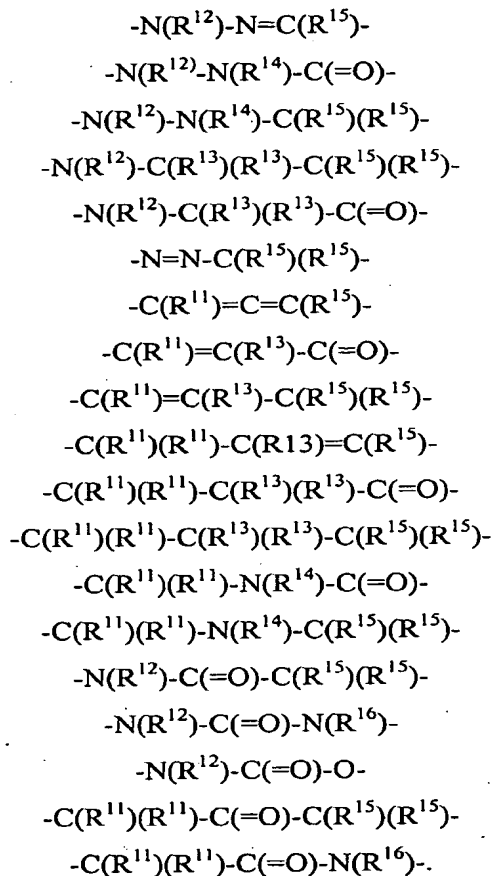 -N(R¹²)-N=C(R¹⁵)-
-N(R¹²⁾-N(R¹⁴)-C(=O)-
-N(R¹²)-N(R¹⁴)-C(R¹⁵)(R¹⁵)-
-N(R¹²)-C(R¹³)(R¹³)-C(R¹⁵)(R¹⁵)-
-N(R¹²)-C(R¹³)(R¹³)-C(=O)-
-N=N-C(R¹⁵)(R¹⁵)-
-C(R¹¹)=C=C(R¹⁵)-
-C(R¹¹)=C(R¹³)-C(=O)-
-C(R¹¹)=C(R¹³)-C(R¹⁵)(R¹⁵)-
-C(R¹¹)(R¹¹)-C(R13)=C(R¹⁵)-
-C(R¹¹)(R¹¹)-C(R¹³)(R¹³)-C(=O)-
-C(R¹¹)(R¹¹)-C(R¹³)(R¹³)-C(R¹⁵)(R¹⁵)-
-C(R¹¹)(R¹¹)-N(R¹⁴)-C(=O)-
-C(R¹¹)(R¹¹)-N(R¹⁴)-C(R¹⁵)(R¹⁵)-
-N(R¹²)-C(=O)-C(R¹⁵)(R¹⁵)-
-N(R¹²)-C(=O)-N(R¹⁶)-
-N(R¹²)-C(=O)-O-
-C(R¹¹)(R¹¹)-C(=O)-C(R¹⁵)(R¹⁵)-
-C(R¹¹)(R¹¹)-C(=O)-N(R¹⁶)-.